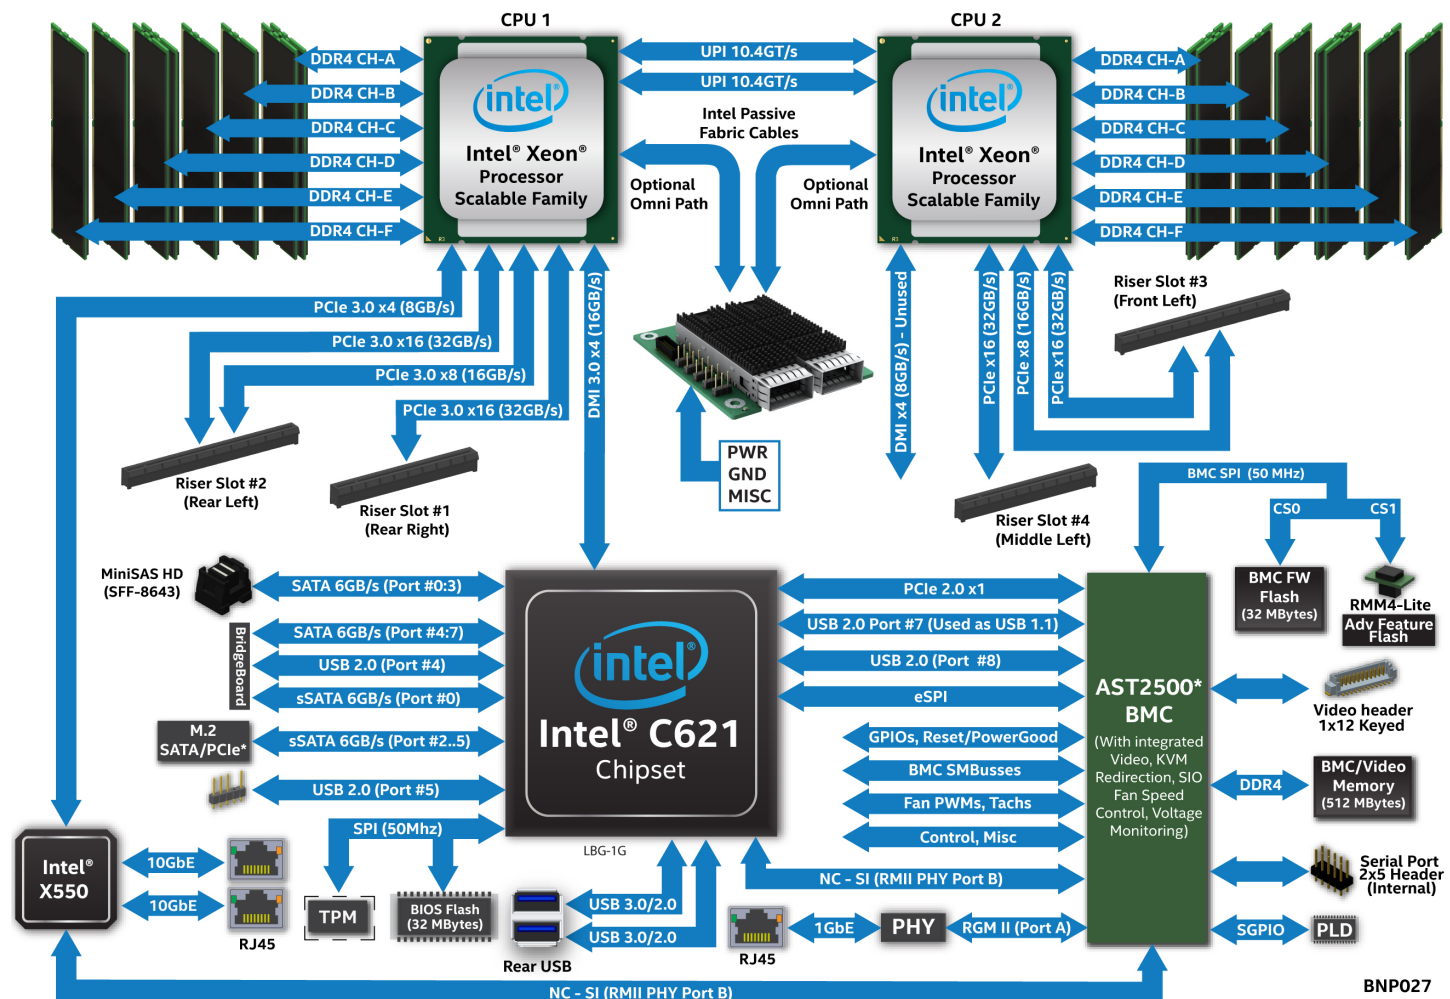 CPU 1
CPU 2
DDR4 CH-A
DDR4 CH-B
DDR4 CH-C
DDR4 CH-D
DDR4 CH-E
DDR4 CH-F
intel®
Intel® Xeon®
Processor
Scalable Family
R3
UPI 10.4GT/s
UPI 10.4GT/s
Intel Passive
Fabric Cables
Optional
Omni Path
Optional
Omni Path
intel®
Intel® Xeon®
Processor
Scalable Family
R3
DDR4 CH-A
DDR4 CH-B
DDR4 CH-C
DDR4 CH-D
DDR4 CH-E
DDR4 CH-F
PCIe 3.0 x4 (8GB/s)
PCIe 3.0 x16 (32GB/s)
PCIe 3.0 x8 (16GB/s)
PCIe 3.0 x16 (32GB/s)
DMI 3.0 x4 (16GB/s)
Riser Slot #2
(Rear Left)
Riser Slot #1
(Rear Right)
PWR
GND
MISC
DMI x4 (8GB/s) - Unused
PCIe x16 (32GB/s)
PCIe x8 (16GB/s)
PCIe x16 (32GB/s)
Riser Slot #3
(Front Left)
Riser Slot #4
(Middle Left)
BMC SPI (50 MHz)
CS0
CS1
BMC FW
Flash
(32 MBytes)
RMM4-Lite
Adv Feature
Flash
MiniSAS HD
(SFF-8643)
SATA 6GB/s (Port #0:3)
BridgeBoard
SATA 6GB/s (Port #4:7)
USB 2.0 (Port #4)
sSATA 6GB/s (Port #0)
M.2
SATA/PCIe*
sSATA 6GB/s (Port #2..5)
USB 2.0 (Port #5)
SPI (50Mhz)
intel®
Intel® C621
Chipset
LBG-1G
PCIe 2.0 x1
USB 2.0 Port #7 (Used as USB 1.1)
USB 2.0 (Port #8)
eSPI
GPIOs, Reset/PowerGood
BMC SMBusses
Fan PWMs, Tachs
Control, Misc
NC - SI (RMII PHY Port B)
AST2500*
BMC
(With integrated
Video, KVM
Redirection, SIO
Fan Speed
Control, Voltage
Monitoring)
Video header
1x12 Keyed
DDR4
BMC/Video
Memory
(512 MBytes)
Serial Port
2x5 Header
(Internal)
SGPIO
PLD
Intel®
X550
10GbE
10GbE
RJ45
TPM
BIOS Flash
(32 MBytes)
USB 3.0/2.0
USB 3.0/2.0
Rear USB
RJ45
1GbE
PHY
RGM II (Port A)
NC - SI (RMII PHY Port B)
BNP027